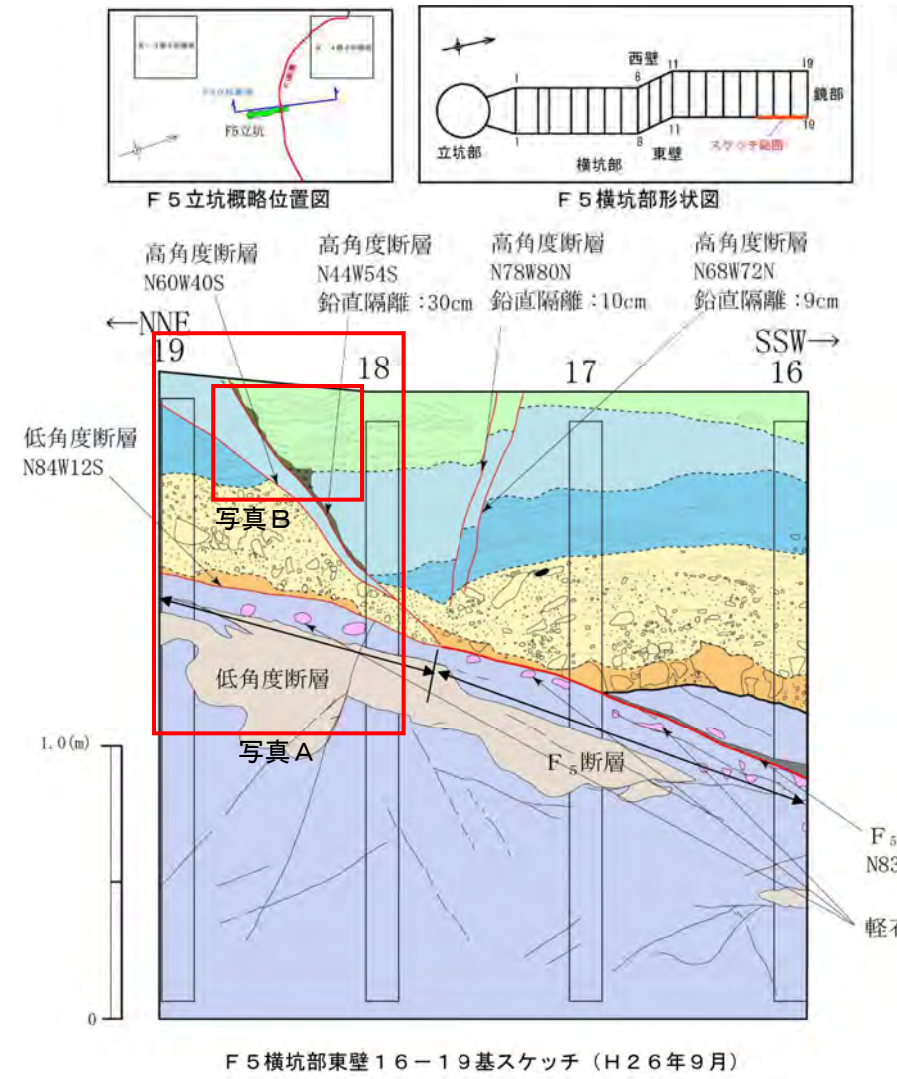 F5立坑
F5立坑概略位置図
1
8
西壁
11
19
鏡部
19
立坑部
1
横坑部
8
東壁
11
スケッチ範囲
F5横坑部形状図
高角度断層
N60W40S
高角度断層
N44W54S
鉛直隔離：30cm
高角度断層
N78W80N
鉛直隔離：10cm
高角度断層
N68W72N
鉛直隔離：9cm
←NNE
SSW→
19
18
17
16
低角度断層
N84W12S
写真B
低角度断層
写真A
F5断層
1.0(m)
0
F5
N83
軽石
F5横坑部東壁16－19基スケッチ（H26年9月）